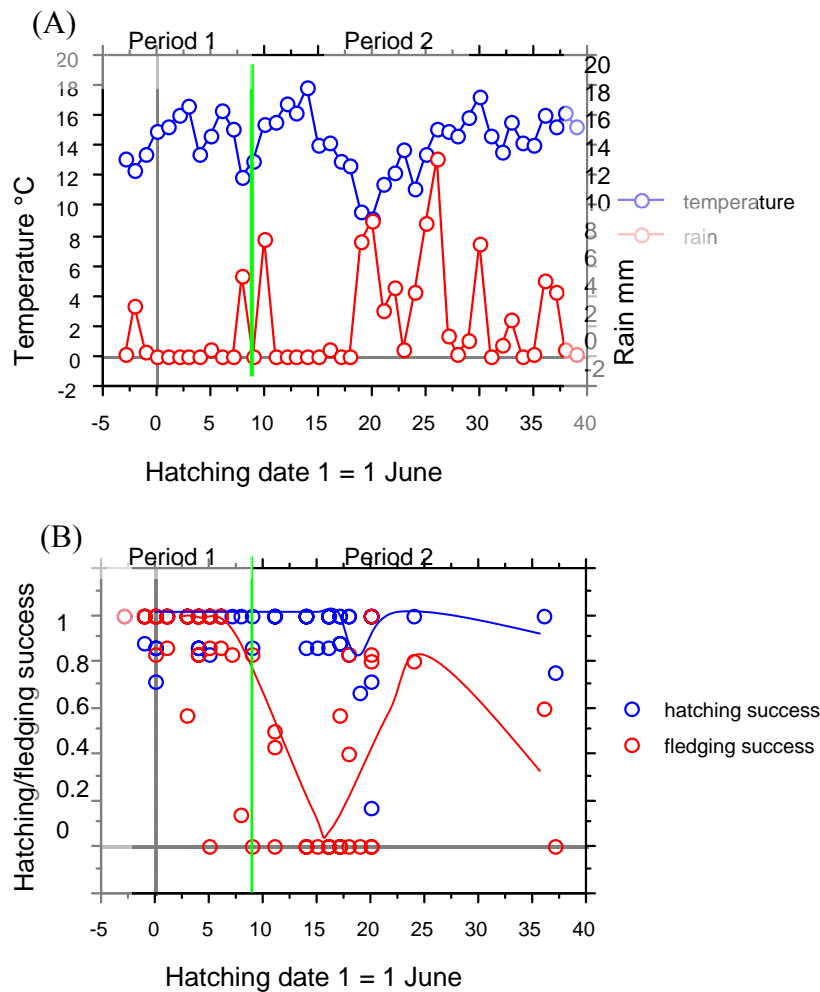 (A)
Period 1 Period 2
20 20
18 18
16 16
14 14
12 12
10 10
8 8
6 6
4 4
2 2
0 0
-2 -2
Temperature °C
Rain mm
temperature
rain
-5 0 5 10 15 20 25 30 35 40
Hatching date 1 = 1 June
(B)
Period 1 Period 2
1
0.8
0.6
0.4
0.2
0
Hatching/fledging success
hatching success
fledging success
-5 0 5 10 15 20 25 30 35 40
Hatching date 1 = 1 June